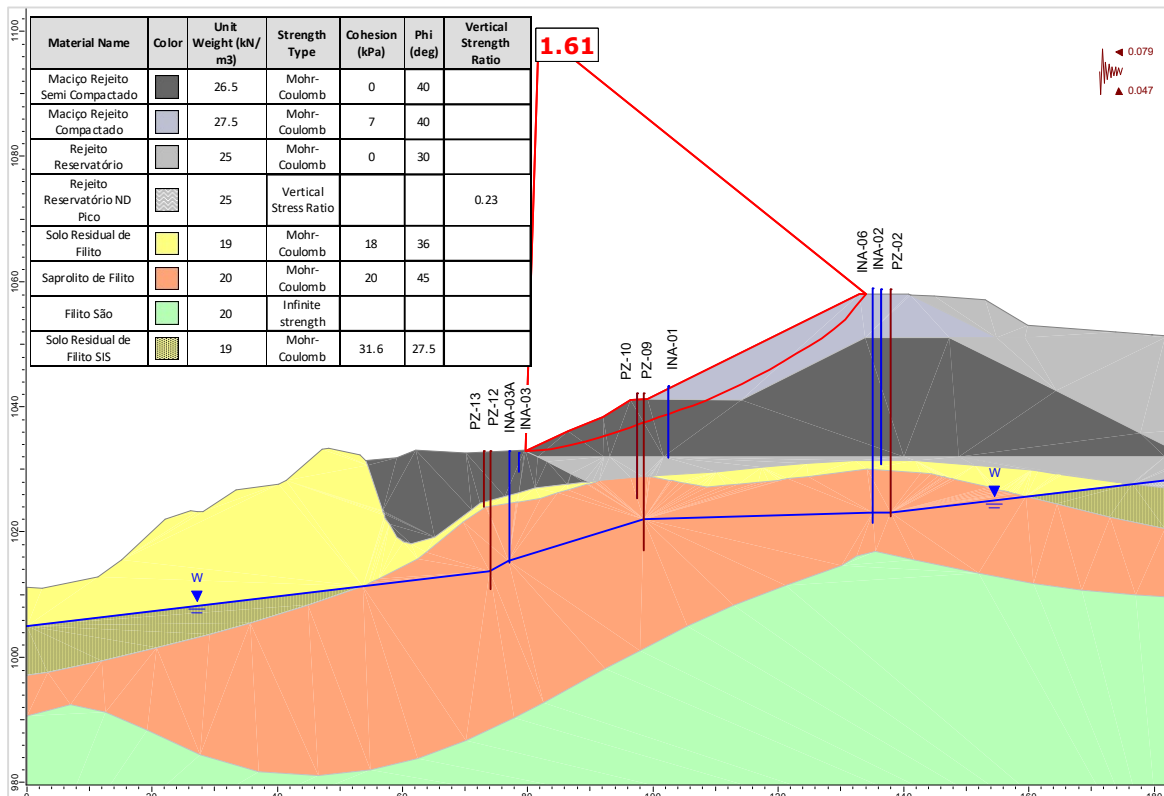 Material Name Color Unit Weight (kN/m3) Strength Type Cohesion (kPa) Phi (deg) Vertical Strength Ratio
Maciço Rejeito Semi Compactado 26.5 Mohr-Coulomb 0 40
Maciço Rejeito Compactado 27.5 Mohr-Coulomb 7 40
Rejeito Reservatório 25 Mohr-Coulomb 0 30
Rejeito Reservatório ND Pico 25 Vertical Stress Ratio 0.23
Solo Residual de Filito 19 Mohr-Coulomb 18 36
Saprolito de Filito 20 Mohr-Coulomb 20 45
Filito São 20 Infinite strength
Solo Residual de Filito SIS 19 Mohr-Coulomb 31.6 27.5
1.61
0.079
0.047
INA-06
INA-02
PZ-02
PZ-10
PZ-09
INA-01
PZ-13
PZ-12
INA-03A
INA-03
W
W
1100
1080
1060
1040
1020
1000
980
0 20 40 60 80 100 120 140 160 180